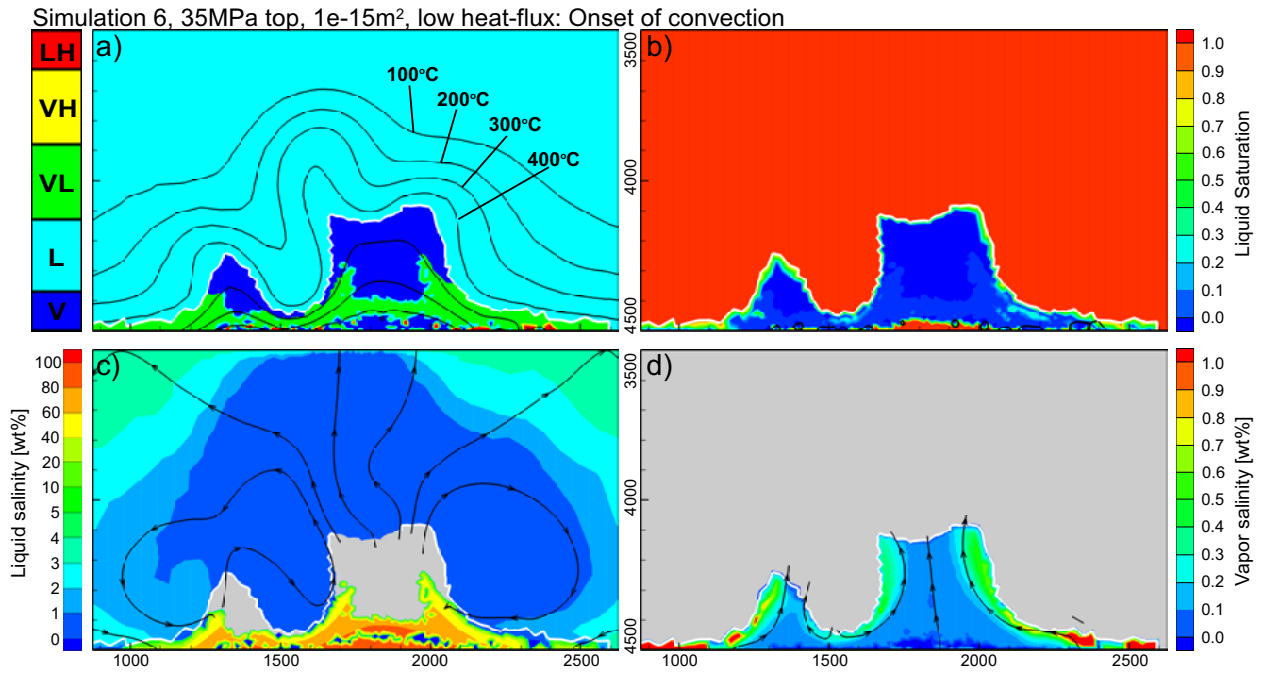 Simulation 6, 35MPa top, 1e-15m², low heat-flux: Onset of convection
LH
VH
VL
L
V
a)
100°C
200°C
300°C
400°C
3500
4000
4500
b)
1.0
0.9
0.8
0.7
0.6
0.5
0.4
0.3
0.2
0.1
0.0
Liquid Saturation
Liquid salinity [wt%]
100
80
60
40
20
10
5
4
3
2
1
0
c)
1000
1500
2000
2500
3500
4000
4500
d)
1000
1500
2000
2500
1.0
0.9
0.8
0.7
0.6
0.5
0.4
0.3
0.2
0.1
0.0
Vapor salinity [wt%]